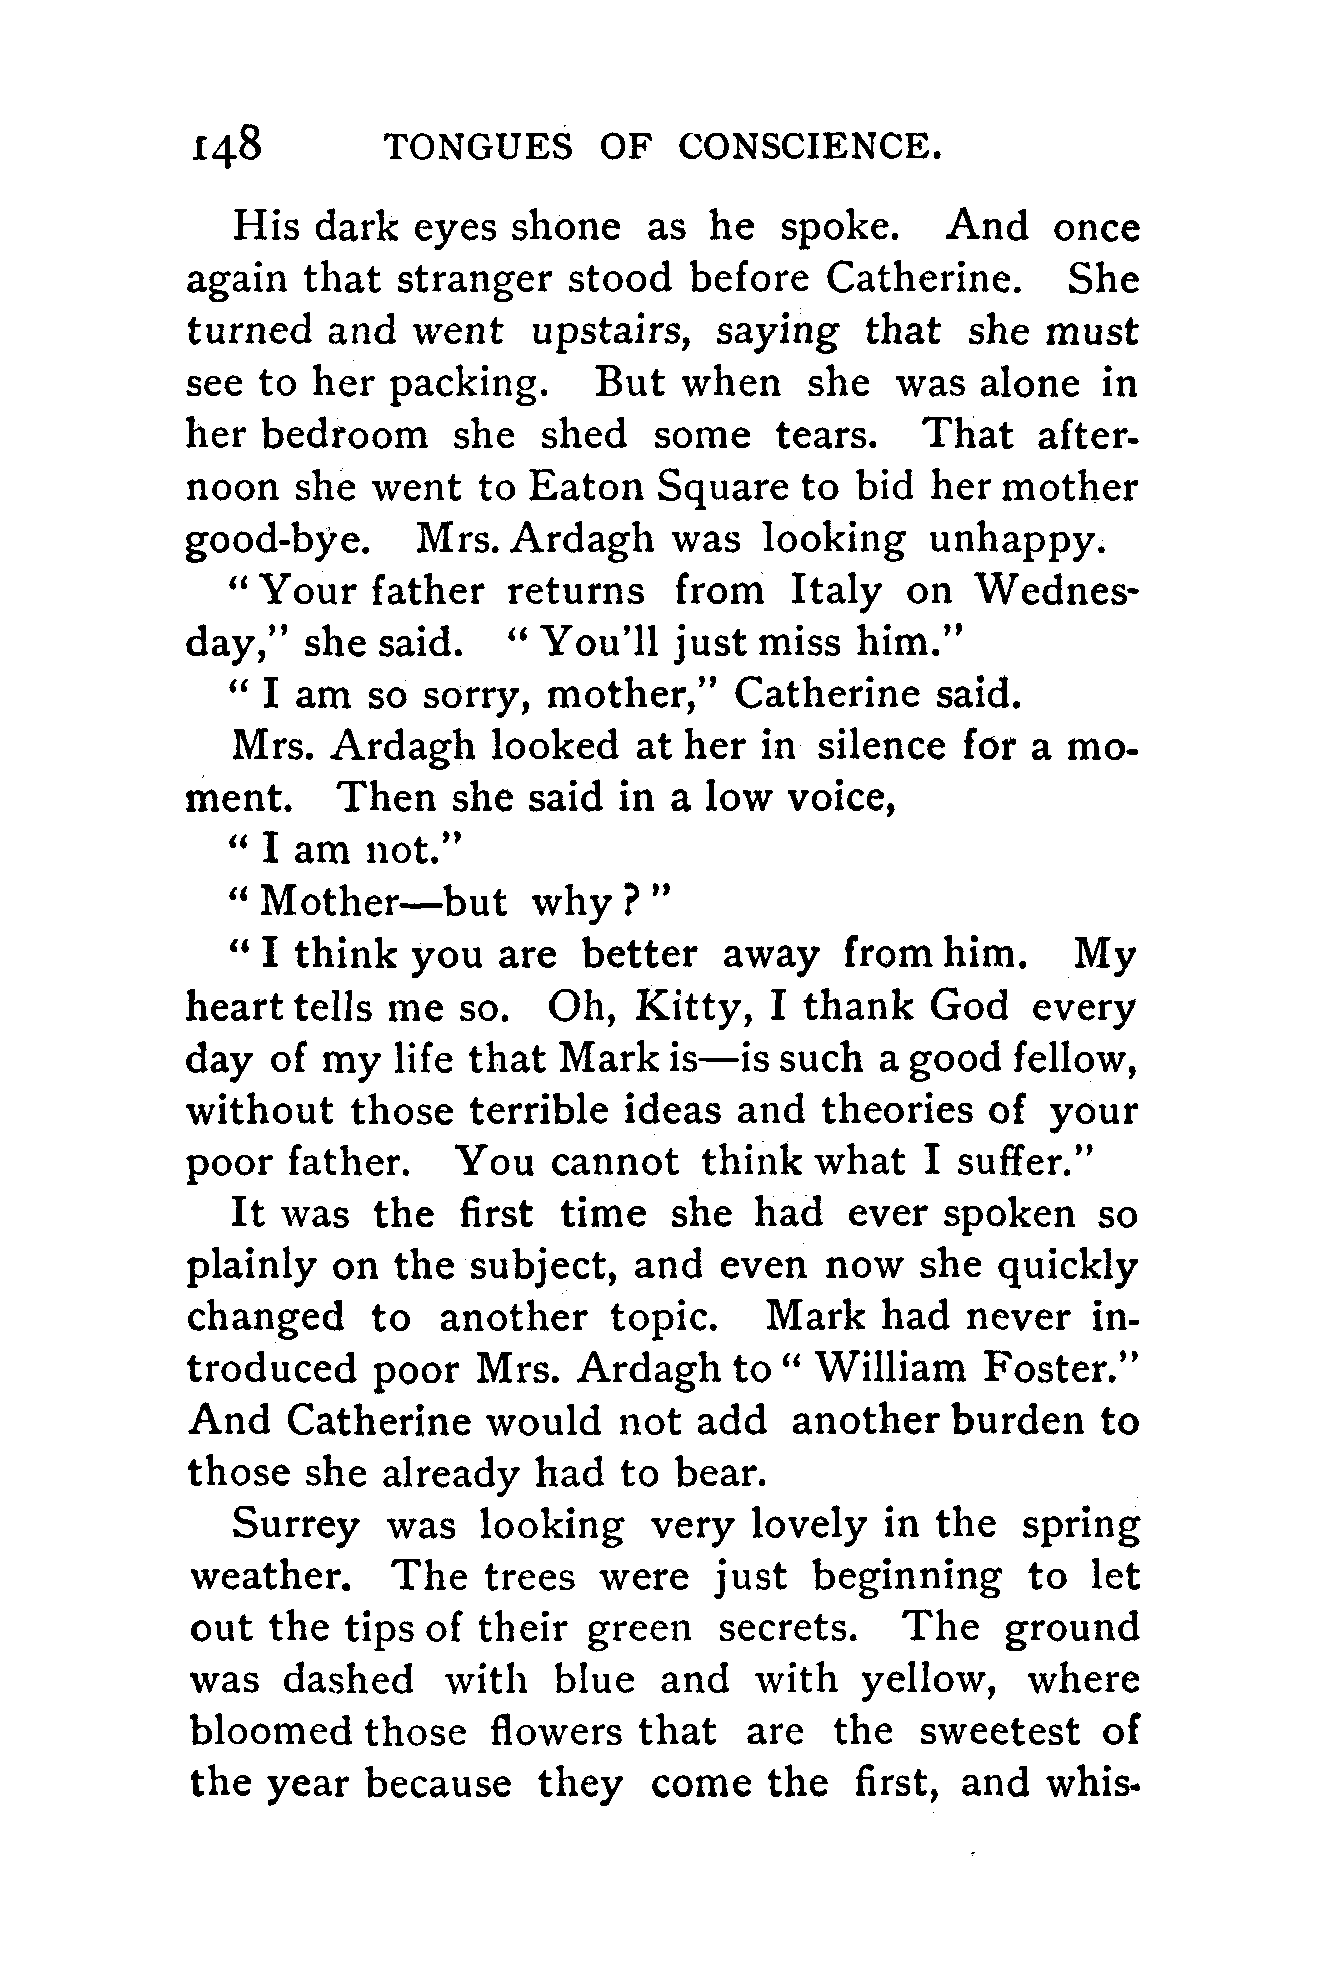 148 TONGUES OF CONSCIENCE.
His dark eyes shone as he spoke. And once
again that stranger stood before Catherine. She
turned and went upstairs, saying that she must
see to her packing. But when she was alone in
her bedroom she shed some tears. That after-
noon she went to Eaton Square to bid her mother
good-bye. Mrs. Ardagh was looking unhappy.
“ Your father returns from Italy on Wednes-
day,” she said. “ You’ll just miss him.”
“ I am so sorry, mother,” Catherine said.
Mrs. Ardagh looked at her in silence for a mo-
ment. Then she said in a low voice,
“ I am not.”
“ Mother—but why ? ”
“ I think you are better away from him. My
heart tells me so. Oh, Kitty, I thank God every
day of my life that Mark is—is such a good fellow,
without those terrible ideas and theories of your
poor father. You cannot think what I suffer.”
It was the first time she had ever spoken so
plainly on the subject, and even now she quickly
changed to another topic. Mark had never in-
troduced poor Mrs. Ardagh to “ William Foster.”
And Catherine would not add another burden to
those she already had to bear.
Surrey was looking very lovely in the spring
weather. The trees were just beginning to let
out the tips of their green secrets. The ground
was dashed with blue and with yellow, where
bloomed those flowers that are the sweetest of
the year because they come the first, and whis-